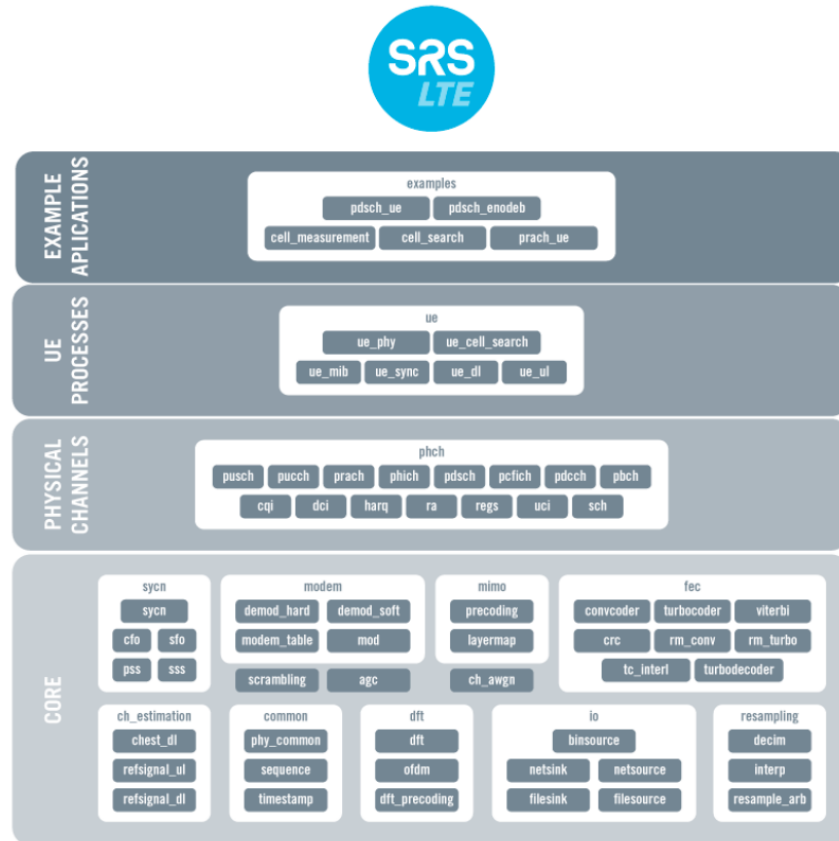 SRS
LTE
EXAMPLE
APLICATIONS
examples
pdsch_ue pdsch_enodeb
cell_measurement cell_search prach_ue
UE
PROCESSES
ue
ue_phy ue_cell_search
ue_mib ue_sync ue_dl ue_ul
PHYSICAL
CHANNELS
phch
pusch pucch prach phich pdsch pcfich pdcch pbch
cqi dci harq ra regs uci sch
CORE
sycn
sycn
cfo sfo
pss sss
modem
demod_hard demod_soft
modem_table mod
scrambling agc
mimo
precoding
layermap
ch_awgn
fec
convcoder turbocoder viterbi
crc rm_conv rm_turbo
tc_interl turbodecoder
ch_estimation
chest_dl
refsignal_ul
refsignal_dl
common
phy_common
sequence
timestamp
dft
dft
ofdm
dft_precoding
io
binsource
netsink netsource
filesink filesource
resampling
decim
interp
resample_arb